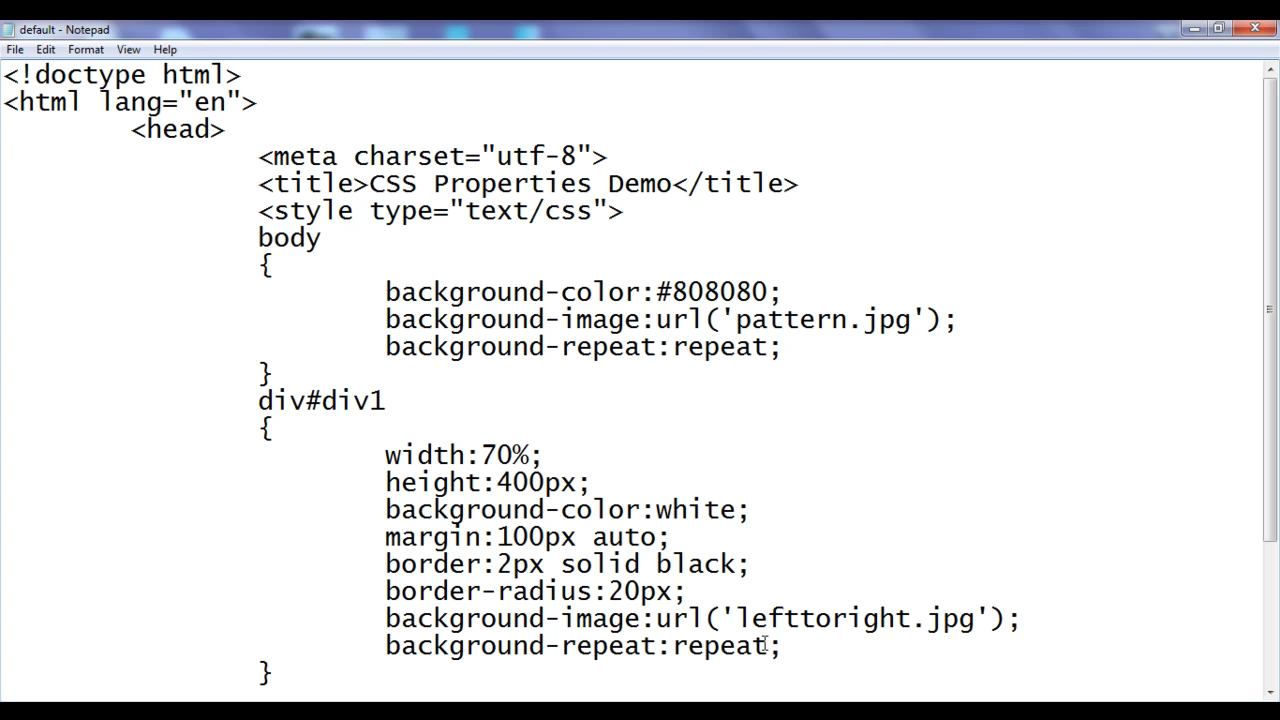 default - Notepad
File Edit Format View Help
<!doctype html>
<html lang="en">
<head>
<meta charset="utf-8">
<title>CSS Properties Demo</title>
<style type="text/css">
body
{
background-color:#808080;
background-image:url('pattern.jpg');
background-repeat:repeat;
}
div#div1
{
width:70%;
height:400px;
background-color:white;
margin:100px auto;
border:2px solid black;
border-radius:20px;
background-image:url('lefttoright.jpg');
background-repeat:repeat;
}